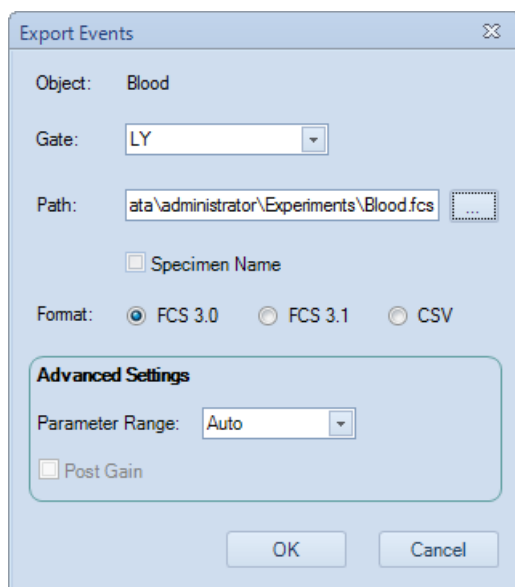 Export Events
Object: Blood
Gate: LY
Path: ata\administrator\Experiments\Blood.fcs ...
Specimen Name
Format: FCS 3.0 FCS 3.1 CSV
Advanced Settings
Parameter Range: Auto
Post Gain
OK Cancel